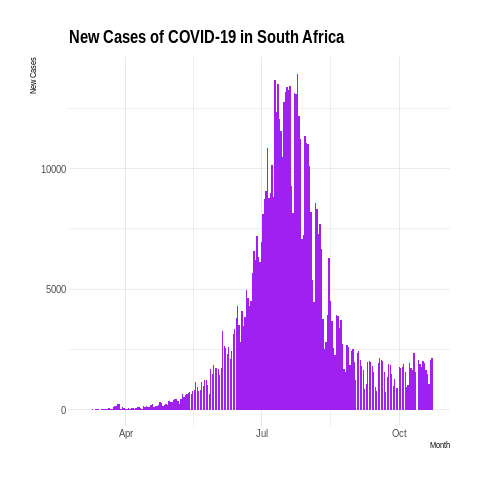 New Cases of COVID-19 in South Africa
New Cases
10000
5000
0
Apr
Jul
Oct
Month